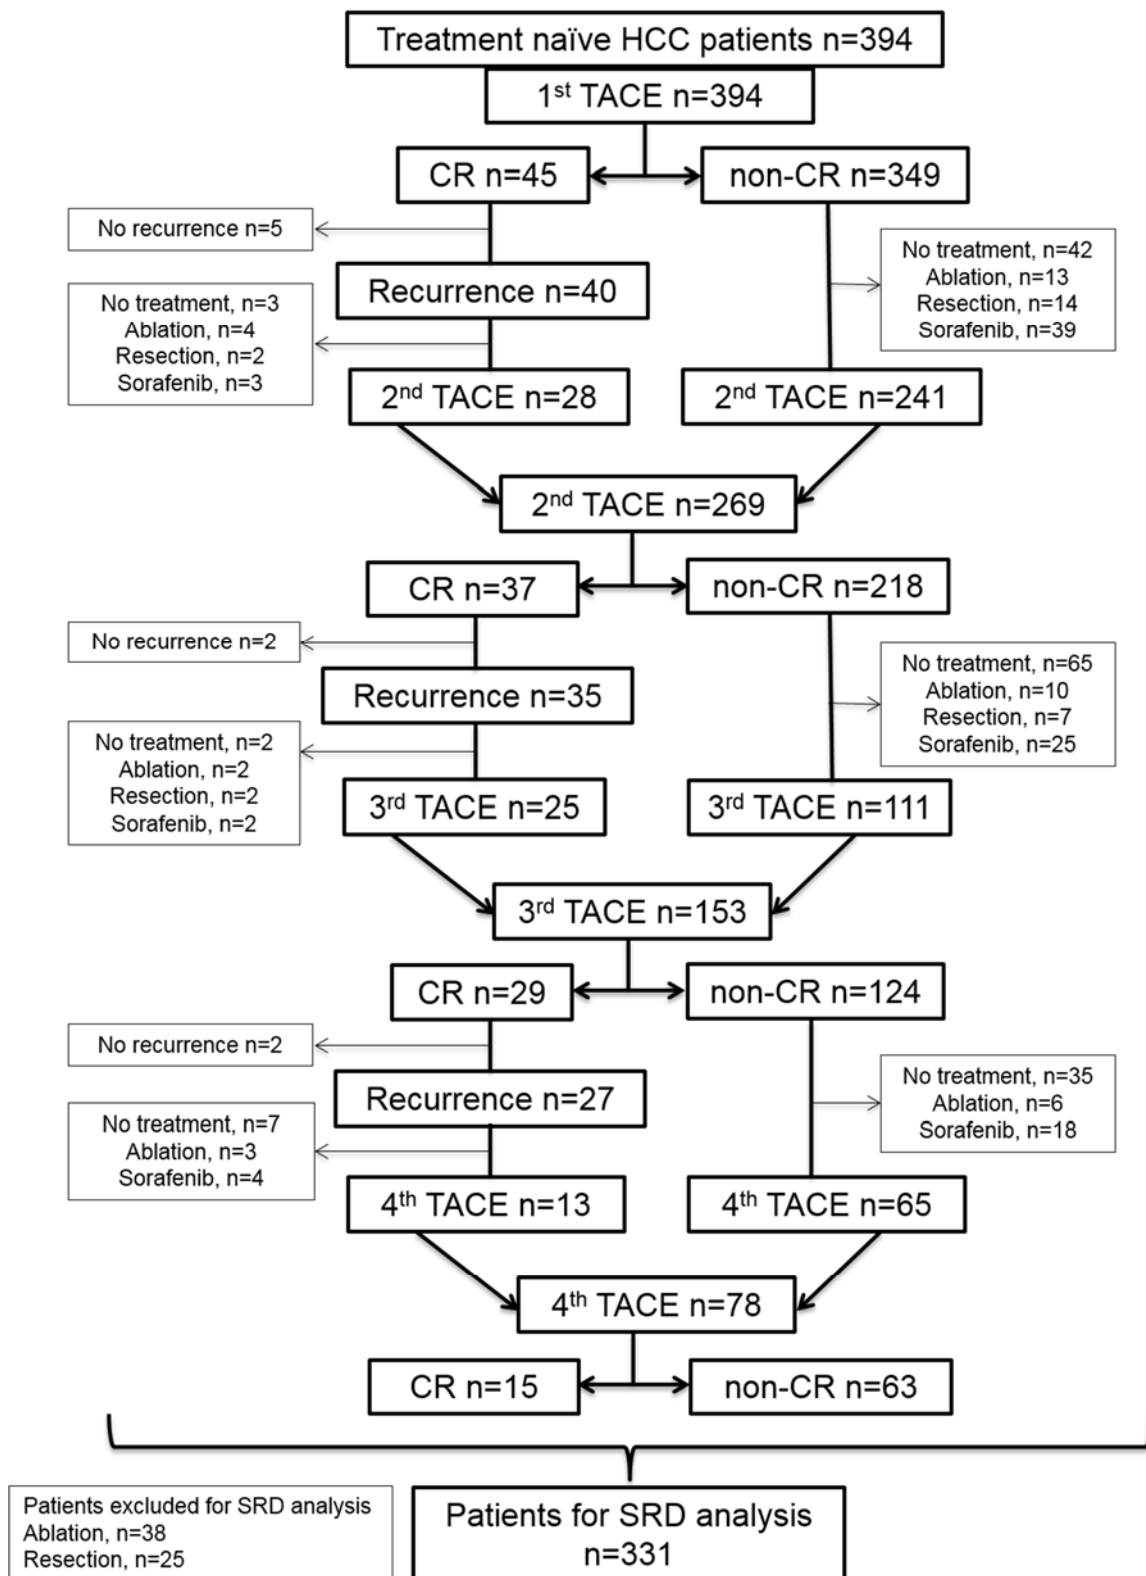 Treatment naïve HCC patients n=394
1st TACE n=394
CR n=45
non-CR n=349
No recurrence n=5
No treatment, n=42
Ablation, n=13
Resection, n=14
Sorafenib, n=39
Recurrence n=40
No treatment, n=3
Ablation, n=4
Resection, n=2
Sorafenib, n=3
2nd TACE n=28
2nd TACE n=241
2nd TACE n=269
CR n=37
non-CR n=218
No recurrence n=2
No treatment, n=65
Ablation, n=10
Resection, n=7
Sorafenib, n=25
Recurrence n=35
No treatment, n=2
Ablation, n=2
Resection, n=2
Sorafenib, n=2
3rd TACE n=25
3rd TACE n=111
3rd TACE n=153
CR n=29
non-CR n=124
No recurrence n=2
No treatment, n=35
Ablation, n=6
Sorafenib, n=18
Recurrence n=27
No treatment, n=7
Ablation, n=3
Sorafenib, n=4
4th TACE n=13
4th TACE n=65
4th TACE n=78
CR n=15
non-CR n=63
Patients excluded for SRD analysis
Ablation, n=38
Resection, n=25
Patients for SRD analysis
n=331